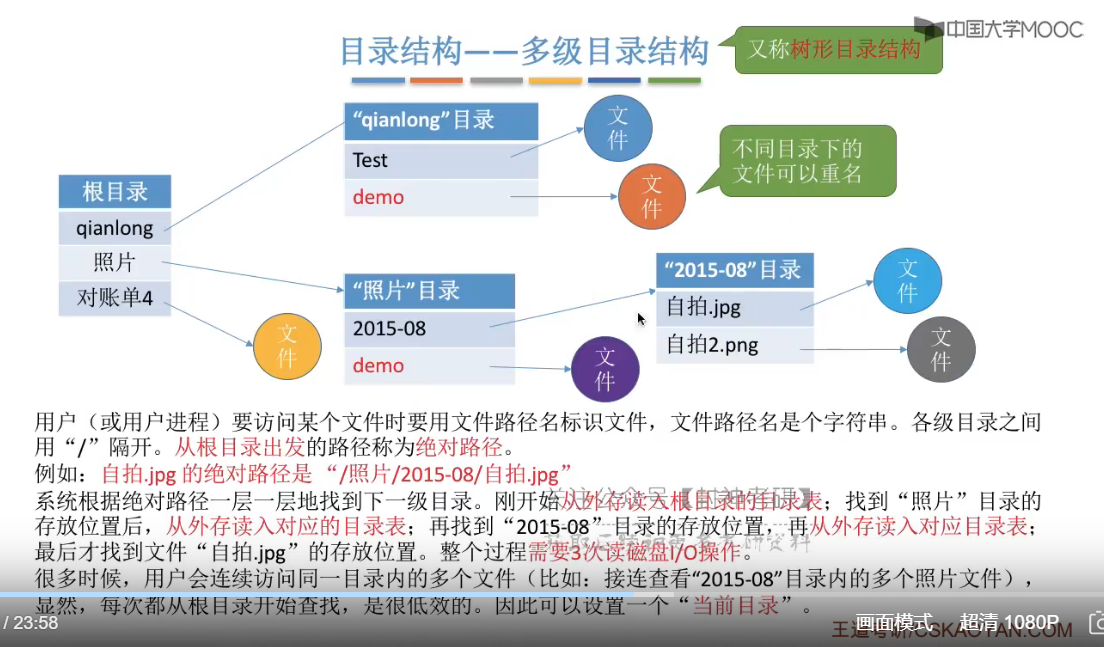 中国大学MOOC
目录结构——多级目录结构
又称树形目录结构
“qianlong”目录
Test
demo
文件
文件
不同目录下的
文件可以重名
根目录
qianlong
照片
对账单4
文件
“照片”目录
2015-08
demo
文件
“2015-08”目录
自拍.jpg
自拍2.png
文件
文件
用户（或用户进程）要访问某个文件时要用文件路径名标识文件，文件路径名是个字符串。各级目录之间
用“/”隔开。从根目录出发的路径称为绝对路径。
例如：自拍.jpg 的绝对路径是 “/照片/2015-08/自拍.jpg”
系统根据绝对路径一层一层地找到下一级目录。刚开始从外存读入根目录的目录表；找到“照片”目录的
存放位置后，从外存读入对应的目录表；再找到“2015-08”目录的存放位置，再从外存读入对应目录表；
最后才找到文件“自拍.jpg”的存放位置。整个过程需要3次读磁盘I/O操作。
很多时候，用户会连续访问同一目录内的多个文件（比如：接连查看“2015-08”目录内的多个照片文件），
显然，每次都从根目录开始查找，是很低效的。因此可以设置一个“当前目录”。
/ 23:58
画面模式
超清 1080P
王道考研/CSKAOYAN.COM